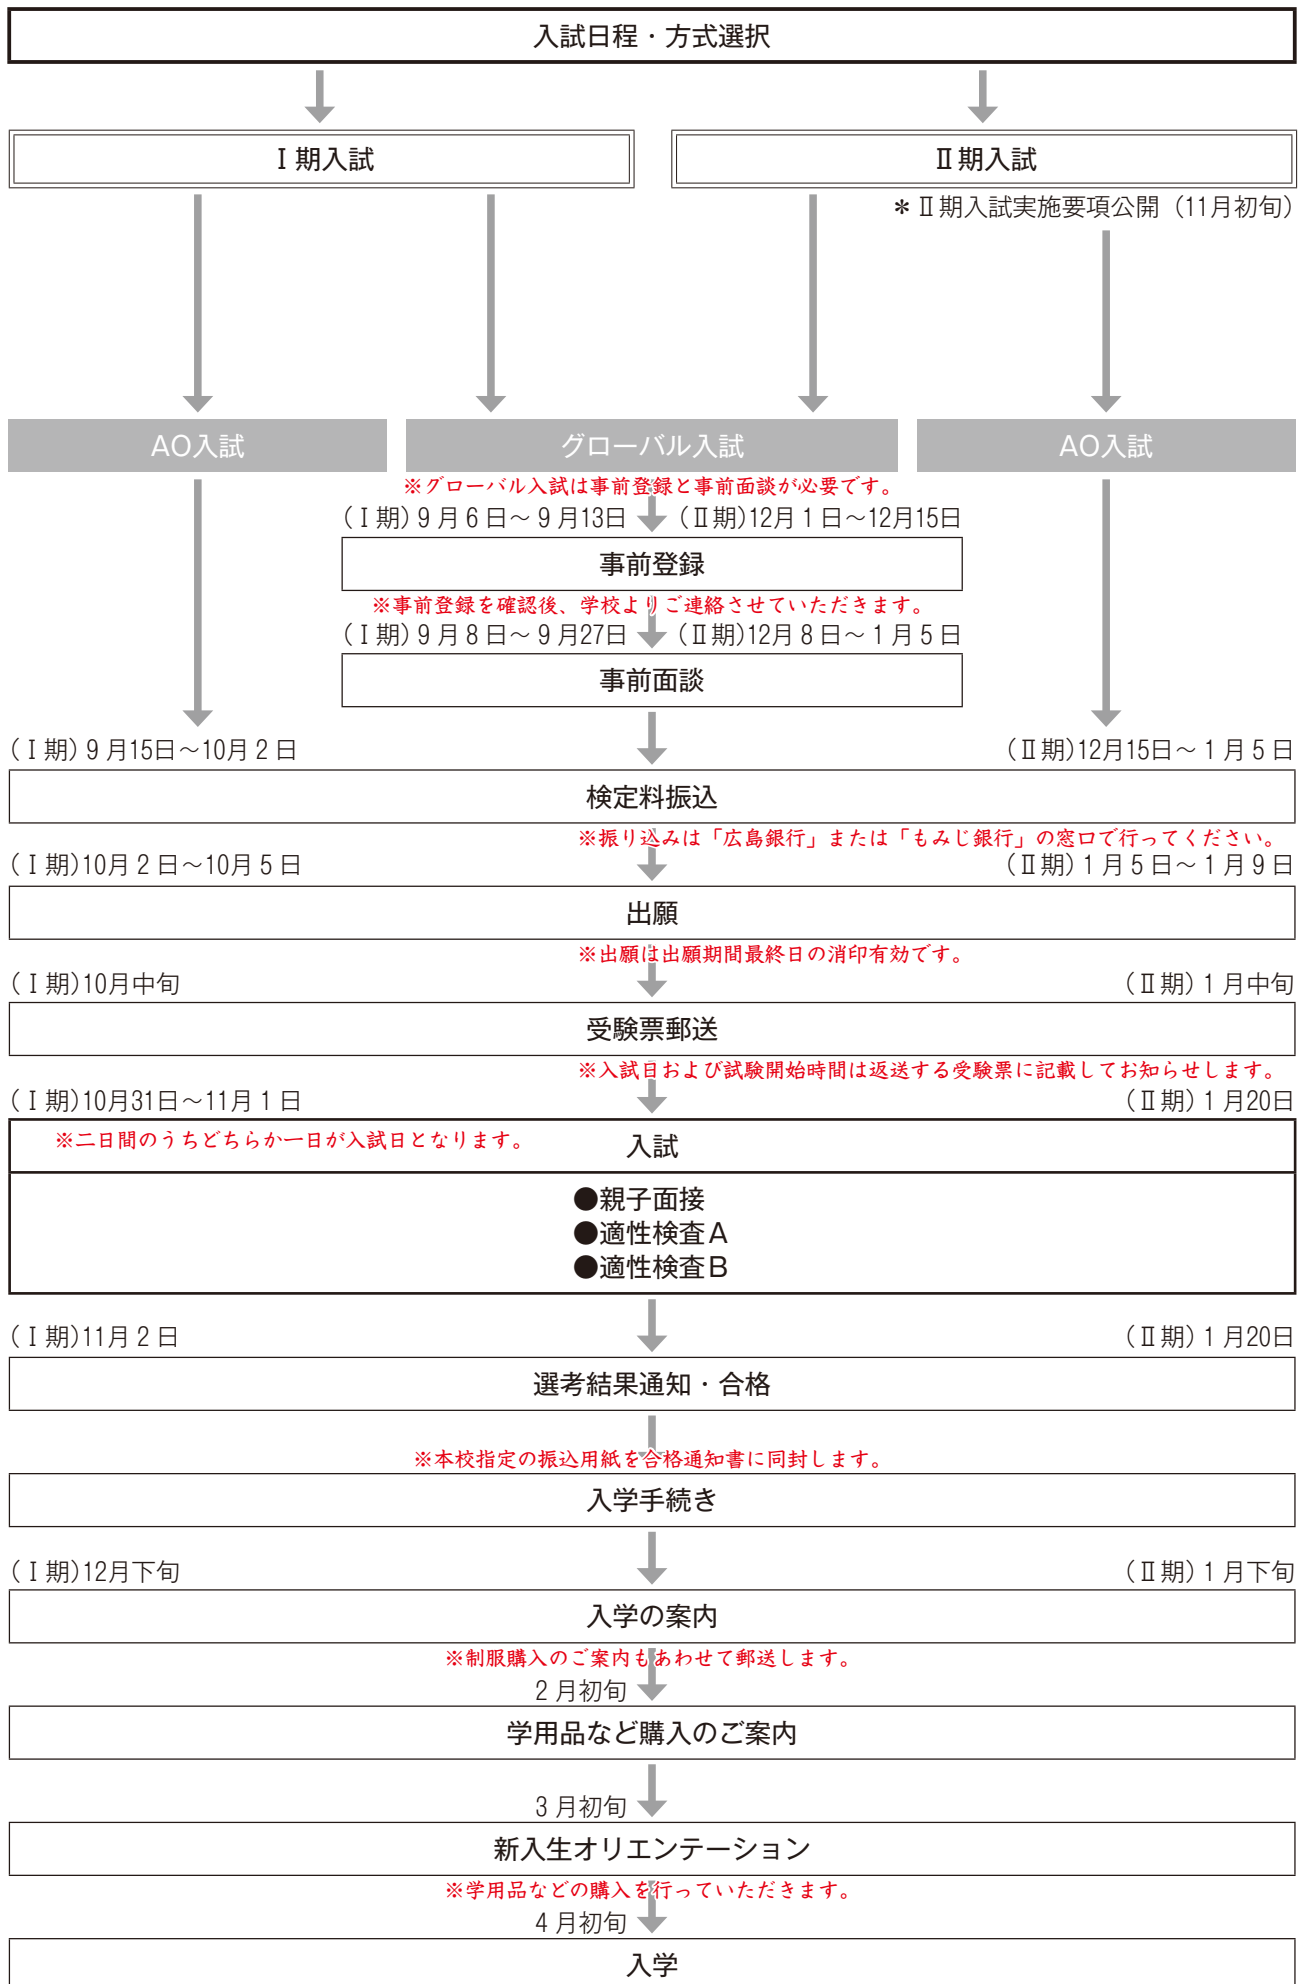 入試日程・方式選択
Ⅰ期入試
Ⅱ期入試
＊Ⅱ期入試実施要項公開（11月初旬）
AO入試
グローバル入試
AO入試
※グローバル入試は事前登録と事前面談が必要です。
（Ⅰ期）9月6日～9月13日
（Ⅱ期）12月1日～12月15日
事前登録
※事前登録を確認後、学校よりご連絡させていただきます。
（Ⅰ期）9月8日～9月27日
（Ⅱ期）12月8日～1月5日
事前面談
（Ⅰ期）9月15日～10月2日
（Ⅱ期）12月15日～1月5日
検定料振込
※振り込みは「広島銀行」または「もみじ銀行」の窓口で行ってください。
（Ⅰ期）10月2日～10月5日
（Ⅱ期）1月5日～1月9日
出願
※出願は出願期間最終日の消印有効です。
（Ⅰ期）10月中旬
（Ⅱ期）1月中旬
受験票郵送
※入試日および試験開始時間は返送する受験票に記載してお知らせします。
（Ⅰ期）10月31日～11月1日
（Ⅱ期）1月20日
※二日間のうちどちらか一日が入試日となります。
入試
●親子面接
●適性検査A
●適性検査B
（Ⅰ期）11月2日
（Ⅱ期）1月20日
選考結果通知・合格
※本校指定の振込用紙を合格通知書に同封します。
入学手続き
（Ⅰ期）12月下旬
（Ⅱ期）1月下旬
入学の案内
※制服購入のご案内もあわせて郵送します。
2月初旬
学用品など購入のご案内
3月初旬
新入生オリエンテーション
※学用品などの購入を行っていただきます。
4月初旬
入学